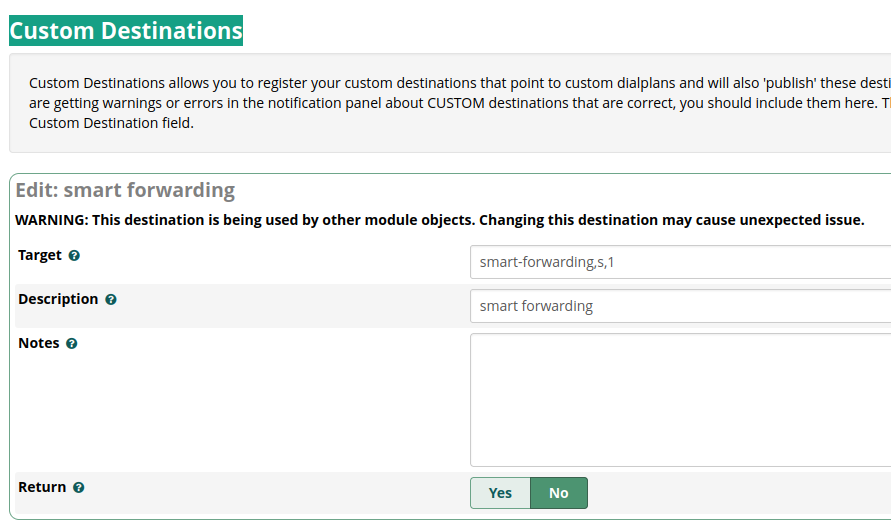 Custom Destinations
Custom Destinations allows you to register your custom destinations that point to custom dialplans and will also 'publish' these
are getting warnings or errors in the notification panel about CUSTOM destinations that are correct, you should include them here.
Custom Destination field.
Edit: smart forwarding
WARNING: This destination is being used by other module objects. Changing this destination may cause unexpected issue.
Target
smart-forwarding,s,1
Description
smart forwarding
Notes
Return
Yes No